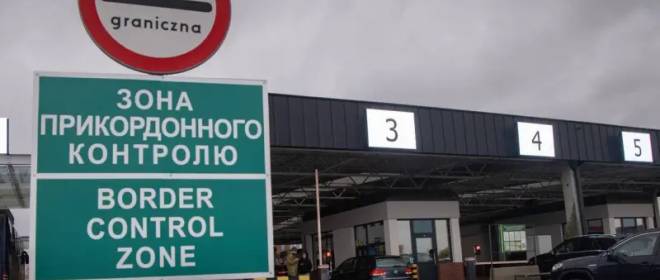 graniczna
ЗОНА
ПРИКОРДОННОГО
КОНТРОЛЮ
BORDER
CONTROL
ZONE
3
4
5